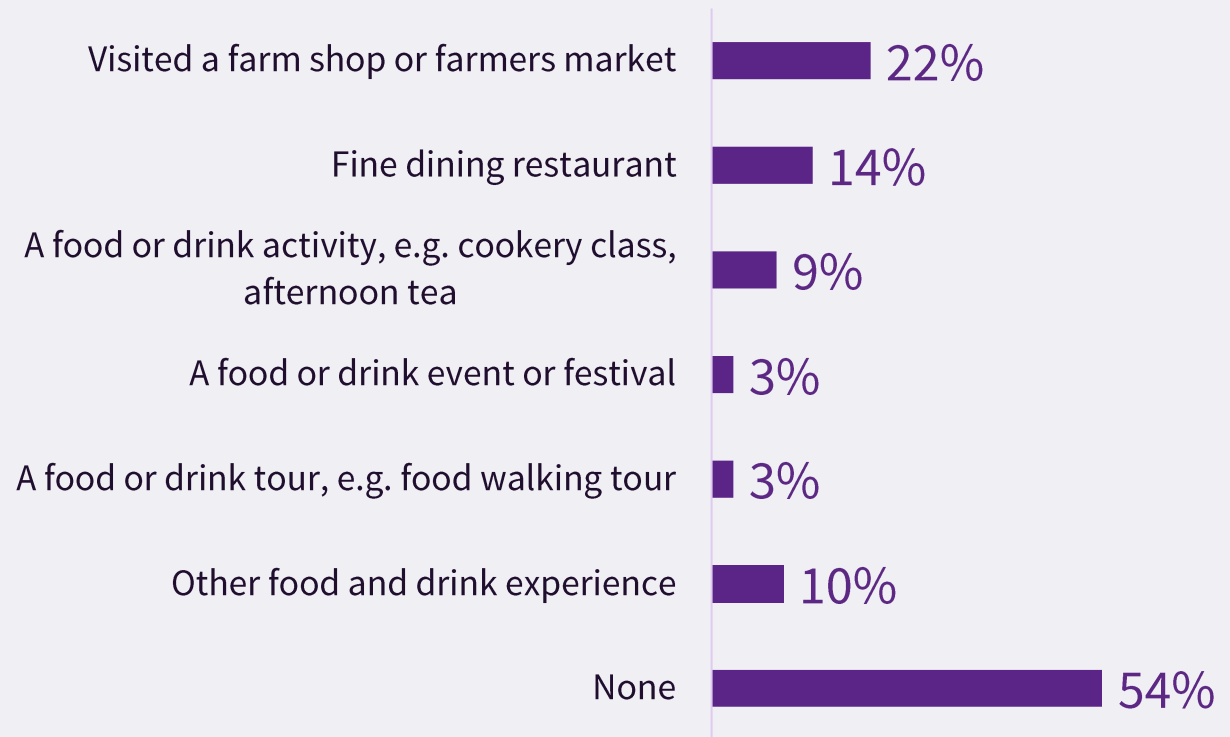 Visited a farm shop or farmers market 22%
Fine dining restaurant 14%
A food or drink activity, e.g. cookery class,
afternoon tea 9%
A food or drink event or festival 3%
A food or drink tour, e.g. food walking tour 3%
Other food and drink experience 10%
None 54%